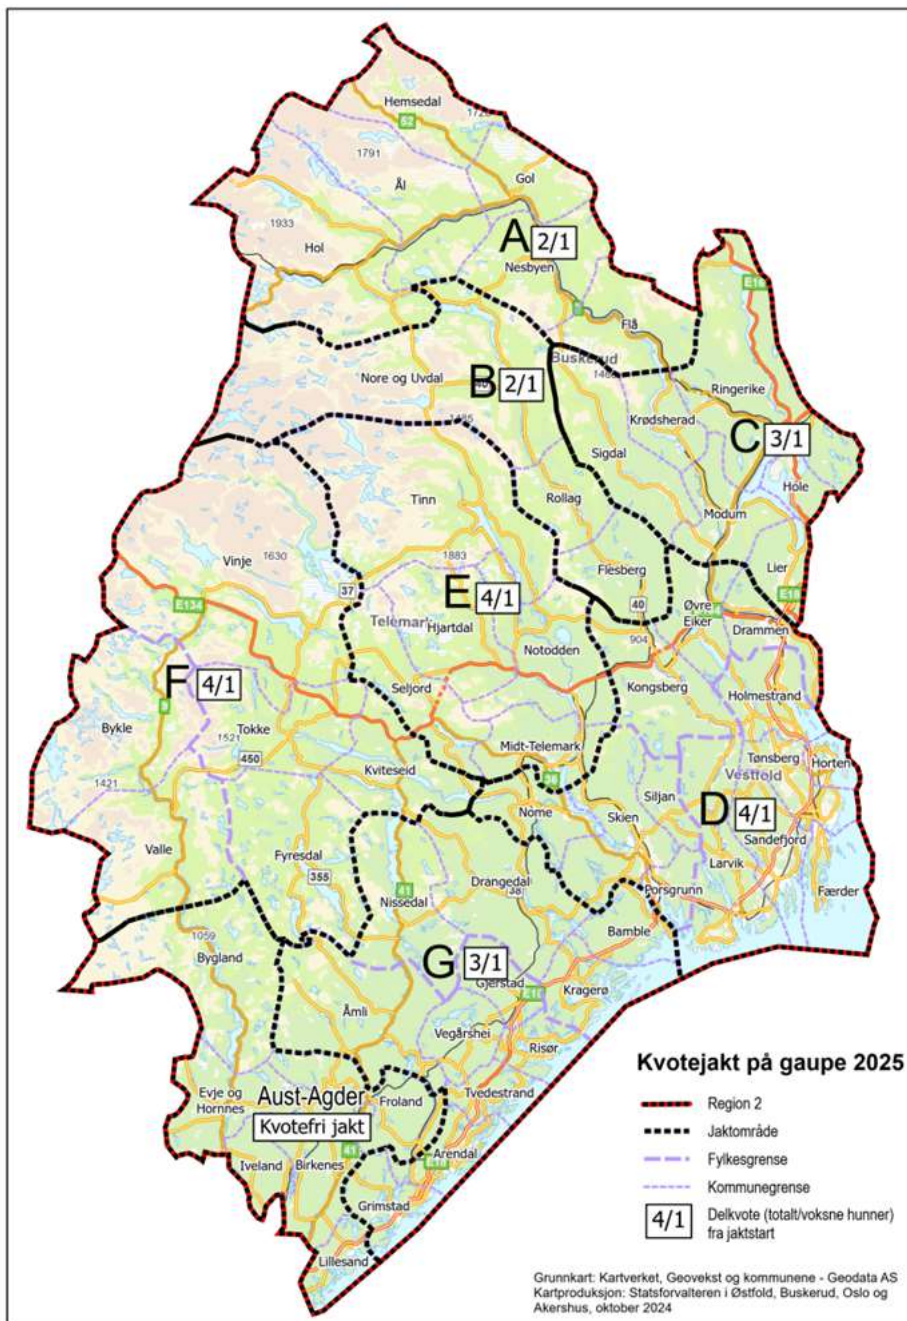 Hemsedal
52
1791
Ål
Gol
1933
Hol
A 2/1
Nesbyen
E16
Flå
Buskerud
Nore og Uvdal
B 2/1
40
Ringerike
Krødsherad
C 3/1
1485
Sigdal
Hole
Tinn
Rollag
Modum
Vinje
1630
1883
Flesberg
Lier
37
E134
E 4/1
40
E18
Telemark
Hjartdal
Øvre
Eiker
Drammen
904
Notodden
F 4/1
Seljord
Kongsberg
Holmestrand
9
Bykle
Tokke
1521
450
Midt-Telemark
Tønsberg
Horten
1421
Kviteseid
36
Vestfold
Siljan
D 4/1
Nome
Skien
Sandefjord
Valle
Fyresdal
355
Larvik
Drangedal
38
41
Nissedal
Porsgrunn
Færder
Bamble
1059
Bygland
G 3/1
Gjerstad
Kragerø
E18
Åmli
Vegårshei
Risør
Evje og
Hornnes
Aust-Agder
Froland
Tvedestrand
Kvotefri jakt
41
Arendal
E18
Iveland
Birkenes
Grimstad
Lillesand
Kvotejakt på gaupe 2025
Region 2
Jaktområde
Fylkesgrense
Kommunegrense
4/1
Delkvote (totalt/voksne hunner)
fra jaktstart
Grunnkart: Kartverket, Geovekst og kommunene - Geodata AS
Kartproduksjon: Statsforvalteren i Østfold, Buskerud, Oslo og
Akershus, oktober 2024